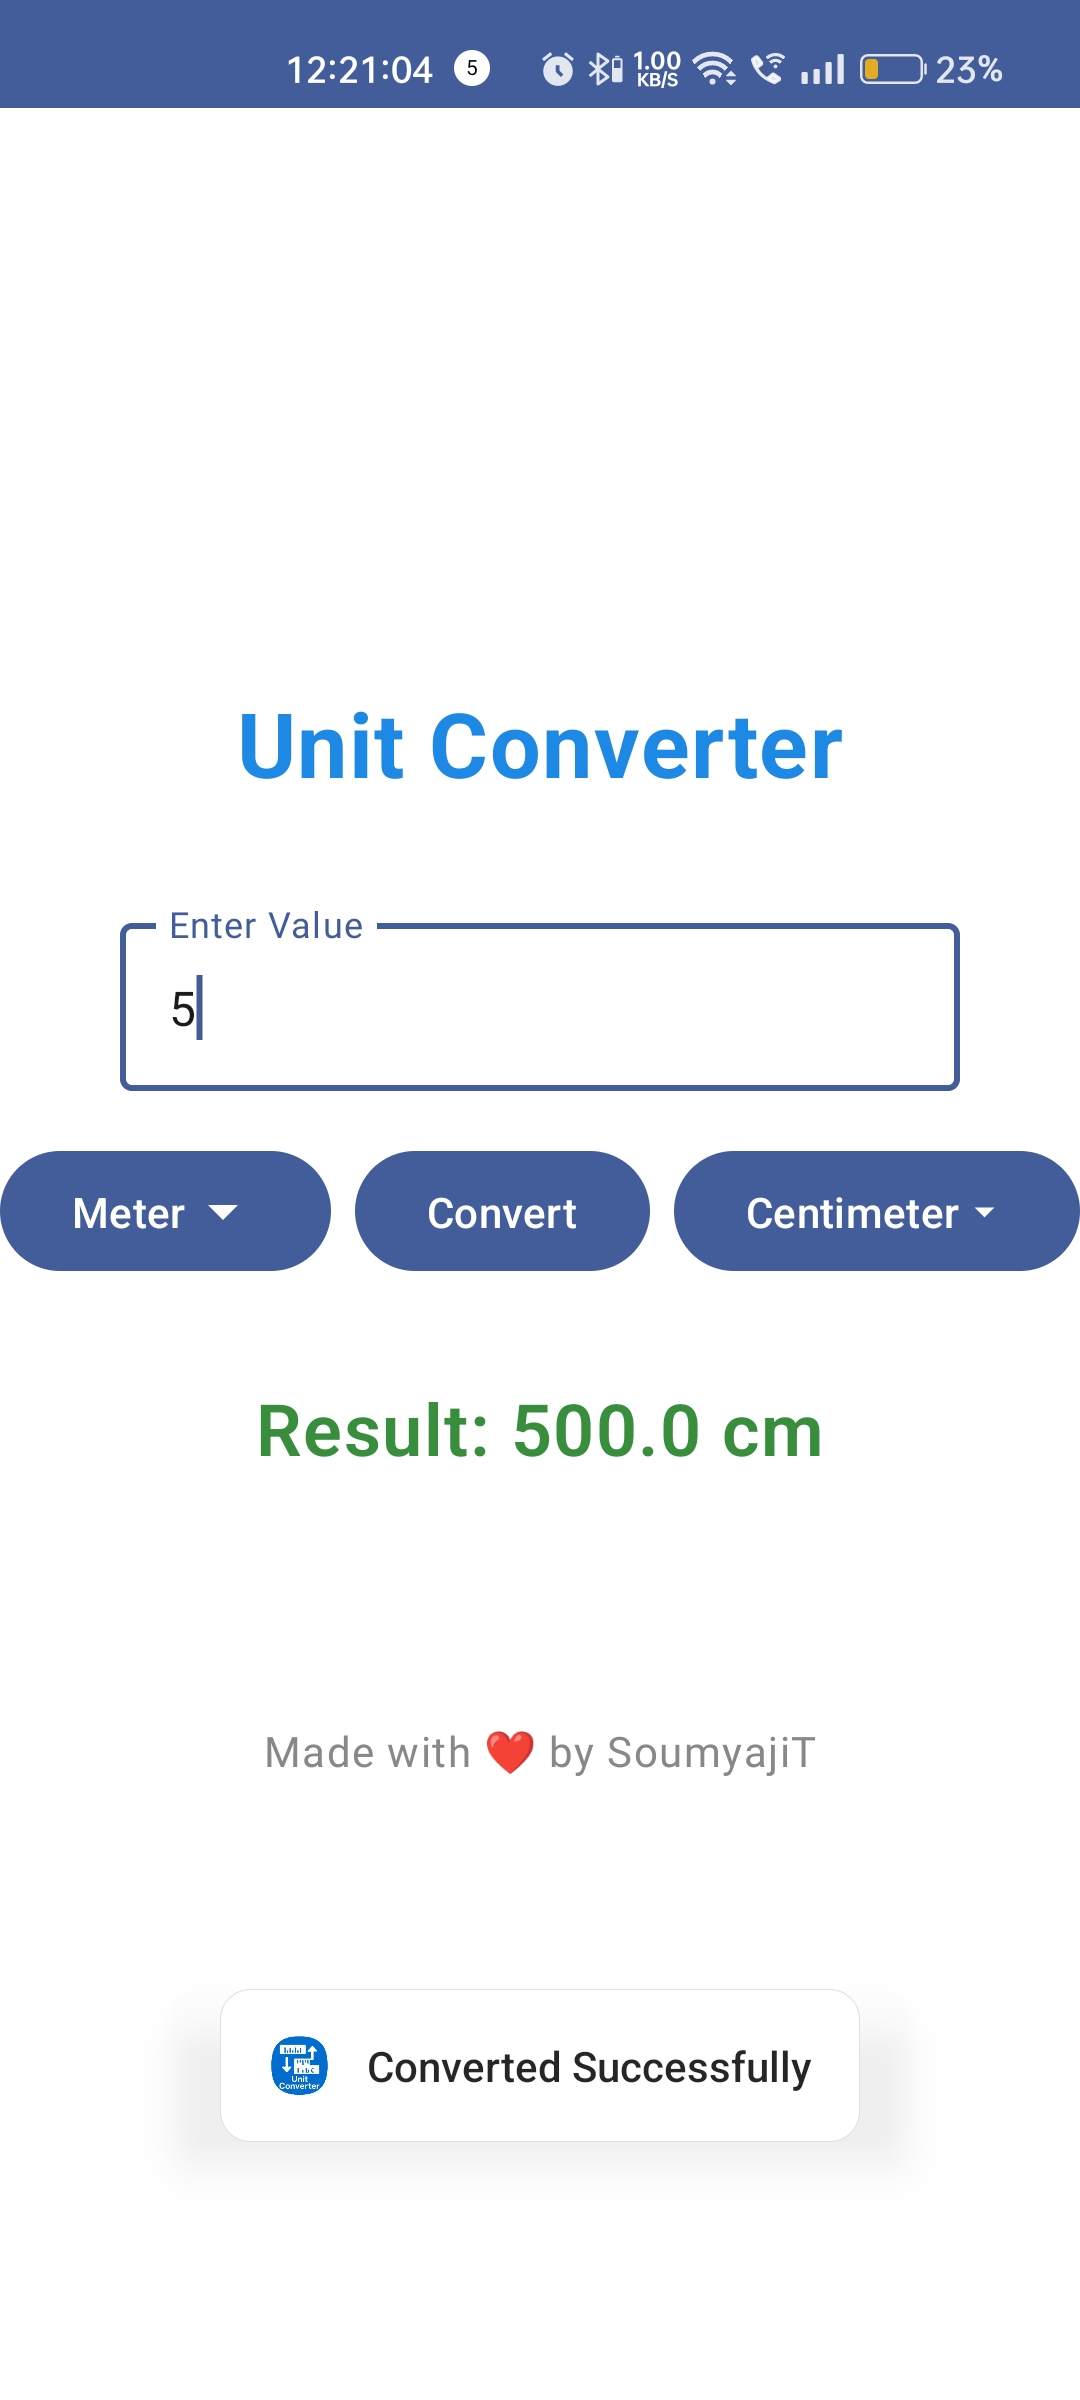 12:21:04 5 1.00 KB/S 23%
Unit Converter
Enter Value
5
Meter Convert Centimeter
Result: 500.0 cm
Made with ❤️ by SoumyajiT
Unit
Converter
Converted Successfully